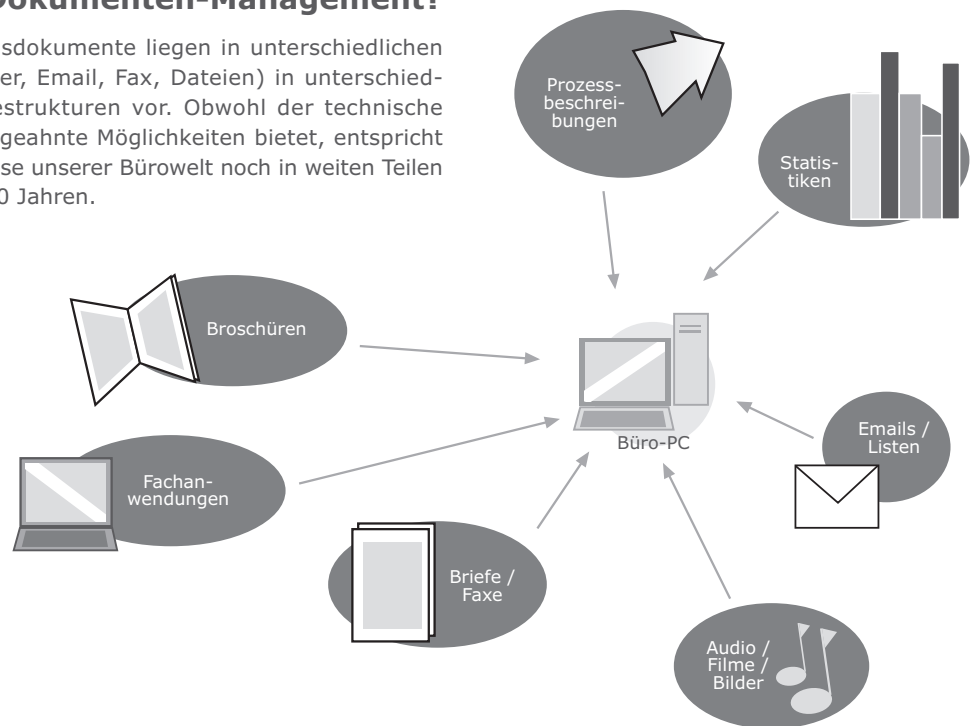 Dokumenten-Management?
sdokumente liegen in unterschiedlichen
er, Email, Fax, Dateien) in unterschied-
estrukturen vor. Obwohl der technische
geahnte Möglichkeiten bietet, entspricht
se unserer Bürowelt noch in weiten Teilen
0 Jahren.
Prozess-
beschrei-
bungen
Statis-
tiken
Broschüren
Büro-PC
Emails /
Listen
Fachan-
wendungen
Briefe /
Faxe
Audio /
Filme /
Bilder